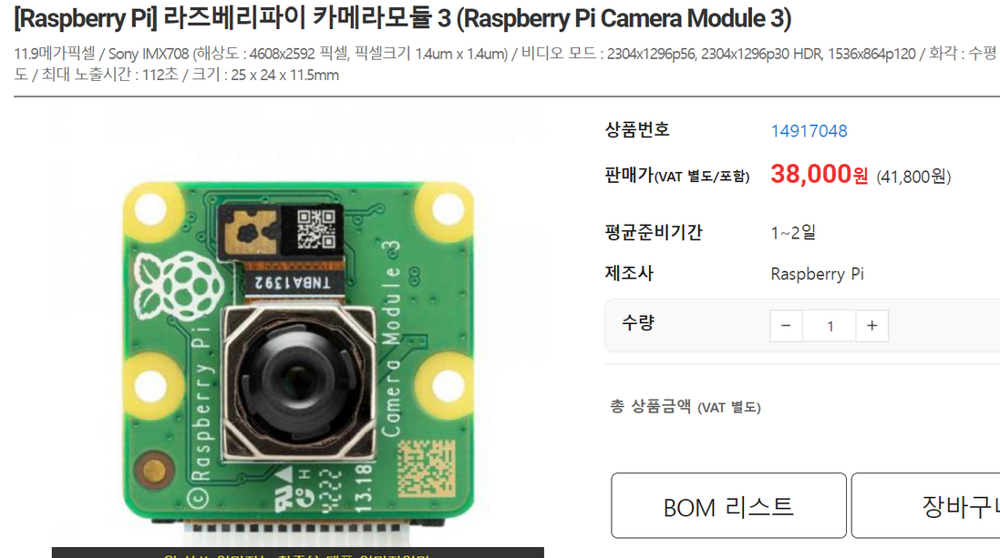 [Raspberry Pi] 라즈베리파이 카메라모듈 3 (Raspberry Pi Camera Module 3)
11.9메가픽셀 / Sony IMX708 (해상도 : 4608x2592 픽셀, 픽셀크기 1.4um x 1.4um) / 비디오 모드 : 2304x1296p56, 2304x1296p30 HDR, 1536x864p120 / 화각 : 수평
도 / 최대 노출시간 : 112초 / 크기 : 25 x 24 x 11.5mm
상품번호 14917048
판매가(VAT 별도/포함) 38,000원 (41,800원)
평균준비기간 1~2일
제조사 Raspberry Pi
수량 − 1 +
총 상품금액 (VAT 별도)
BOM 리스트
장바구니
TNBA1392
Camera Module 3
©Raspberry Pi
13.18